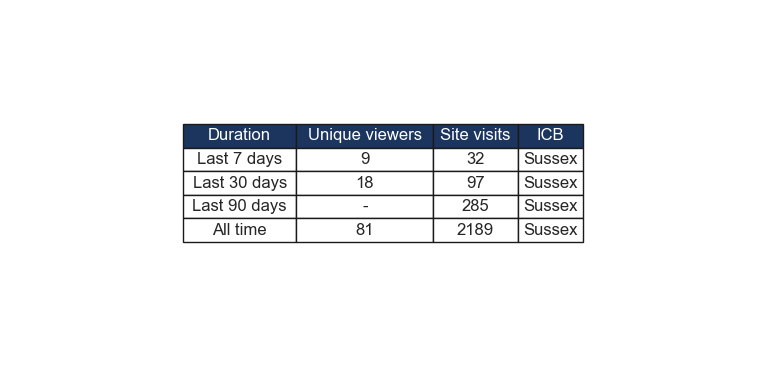 Duration Unique viewers Site visits ICB
Last 7 days 9 32 Sussex
Last 30 days 18 97 Sussex
Last 90 days - 285 Sussex
All time 81 2189 Sussex